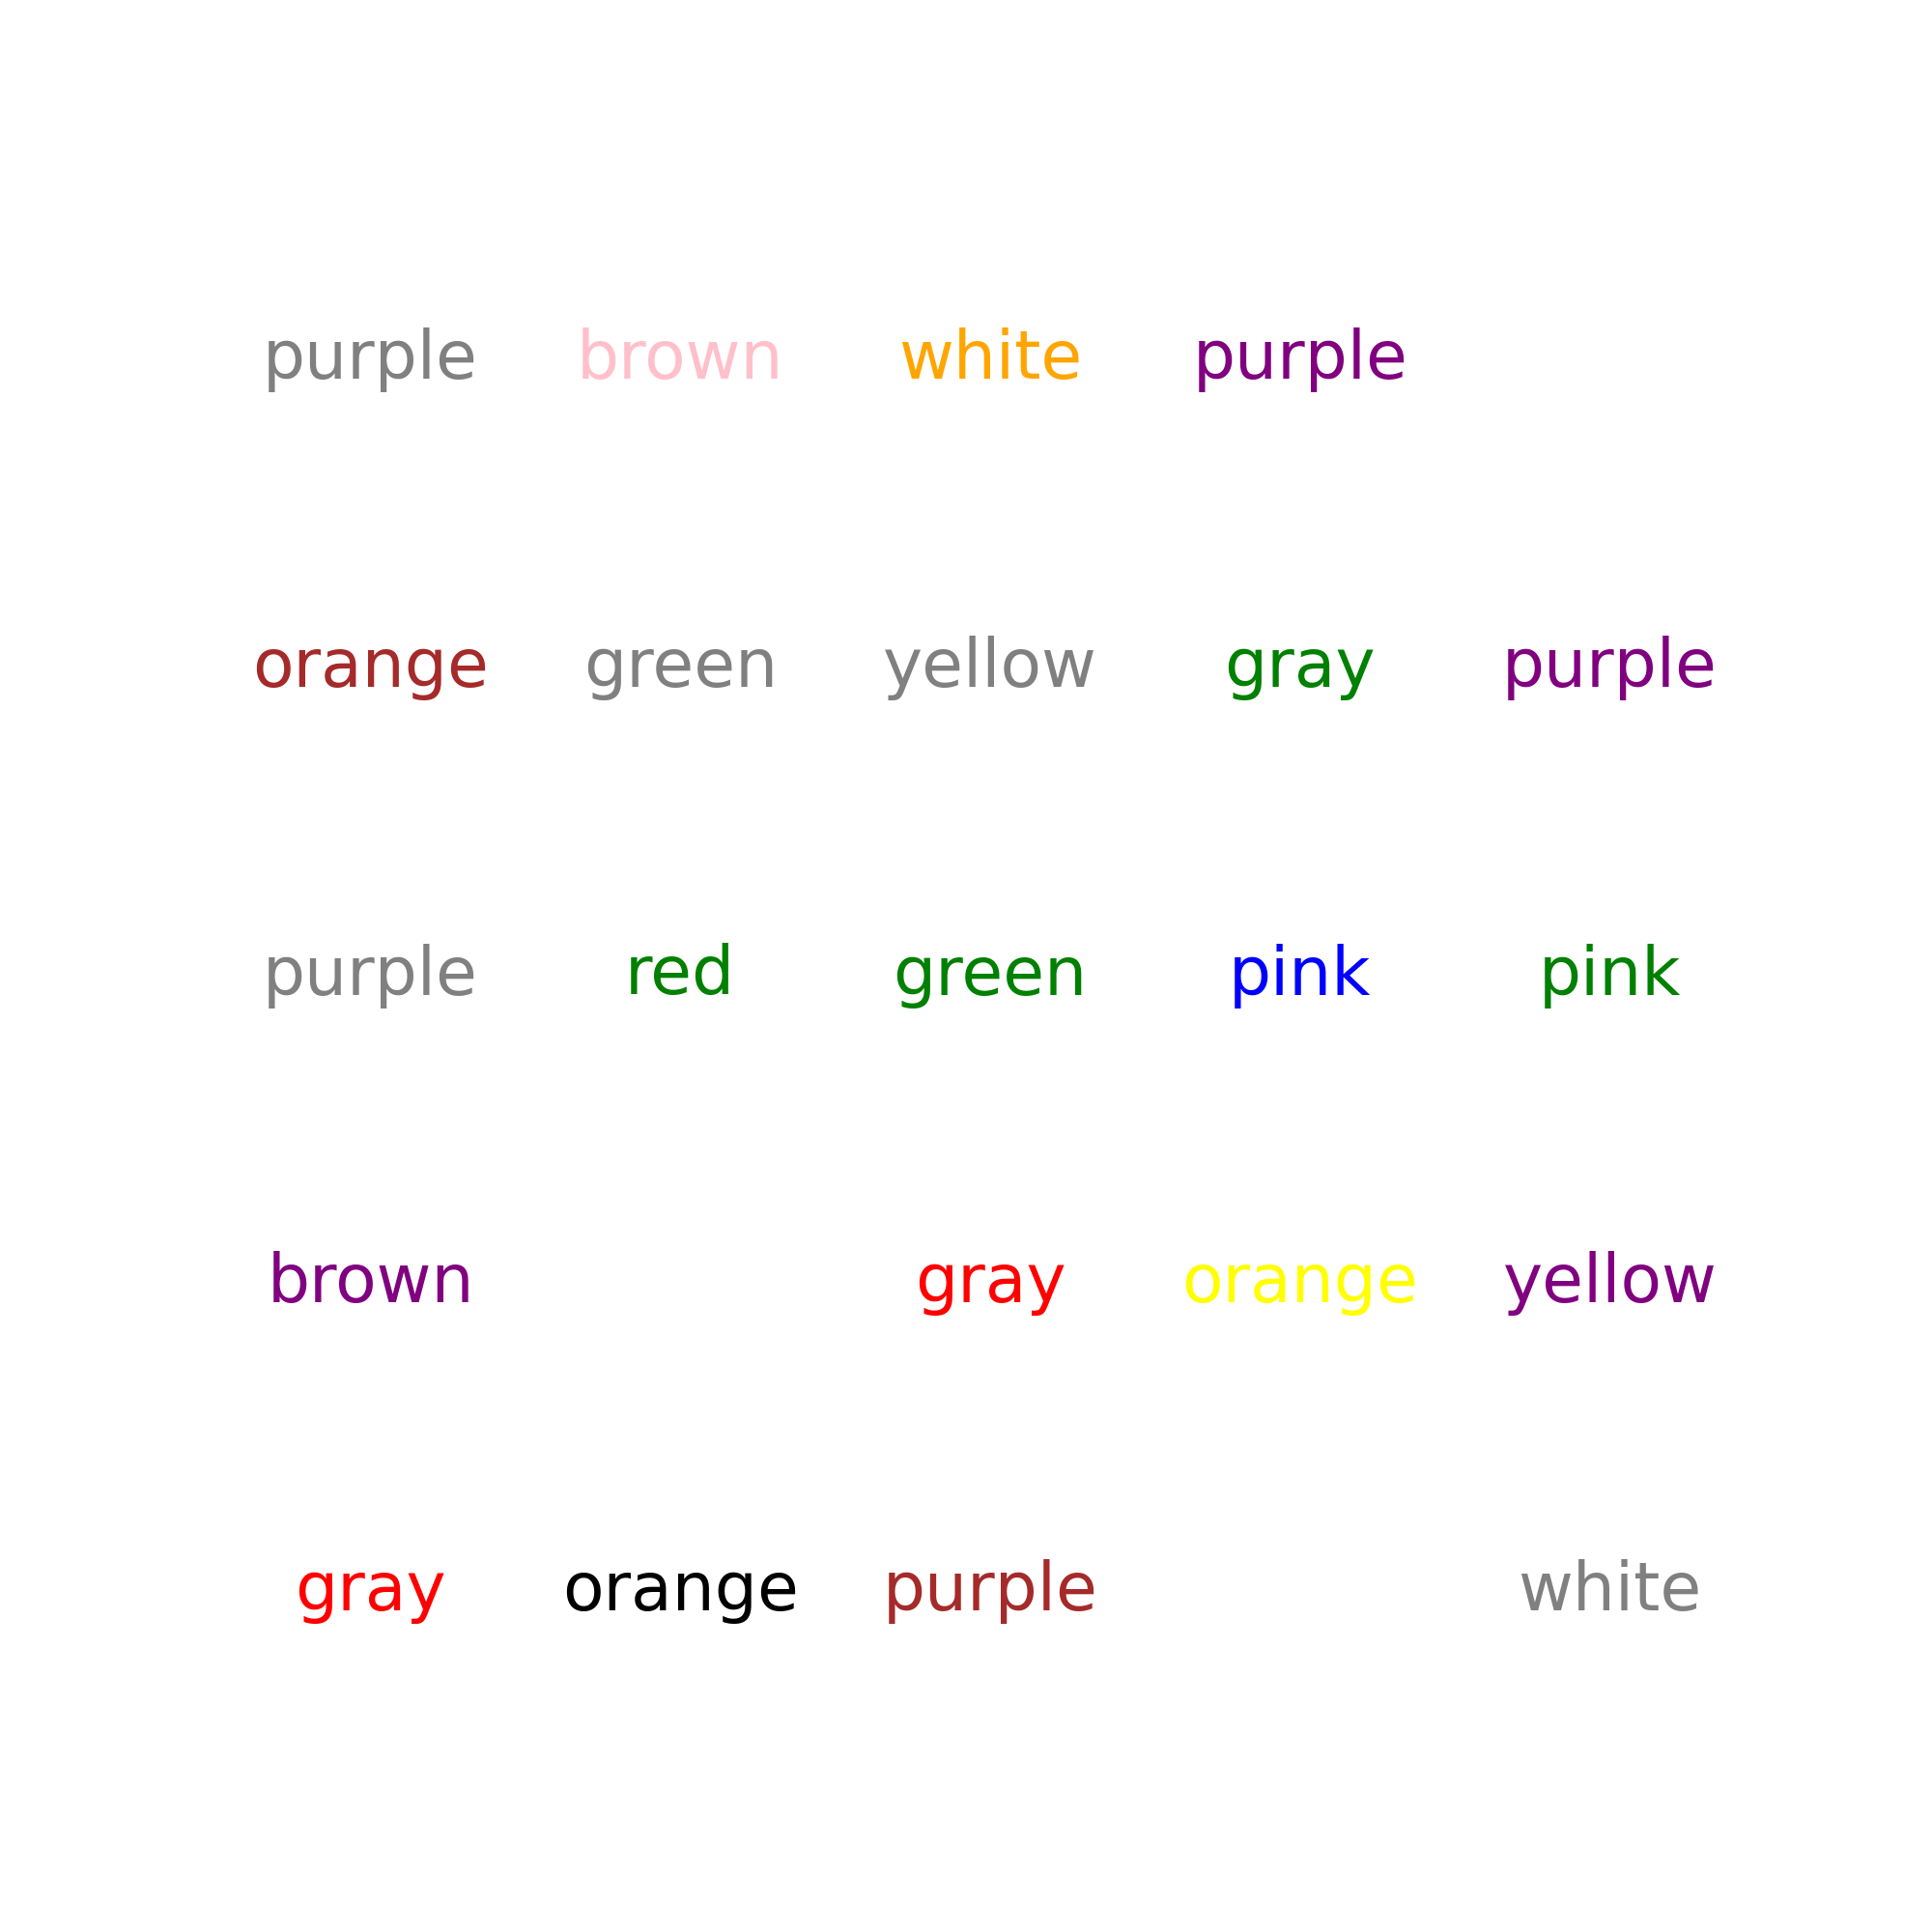 purple brown white purple
orange green yellow gray purple
purple red green pink pink
brown gray orange yellow
gray orange purple white